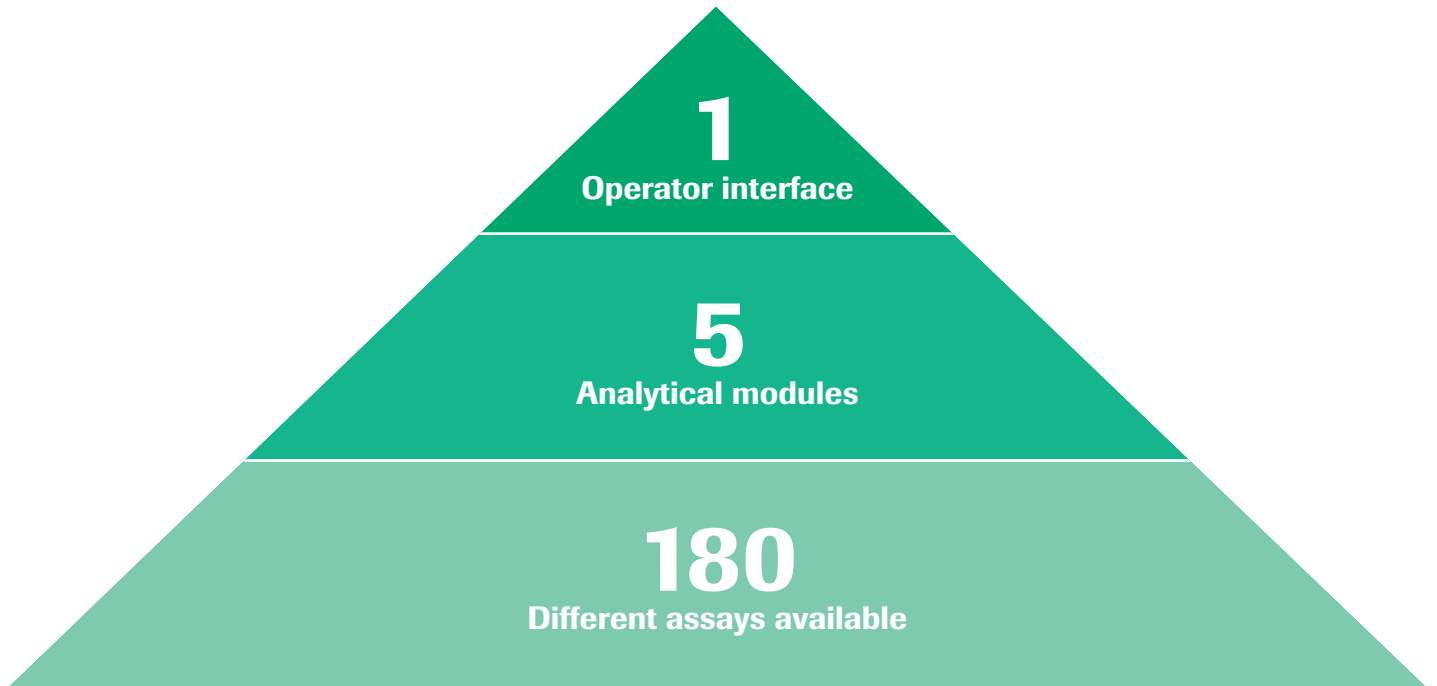 1
Operator interface
5
Analytical modules
180
Different assays available